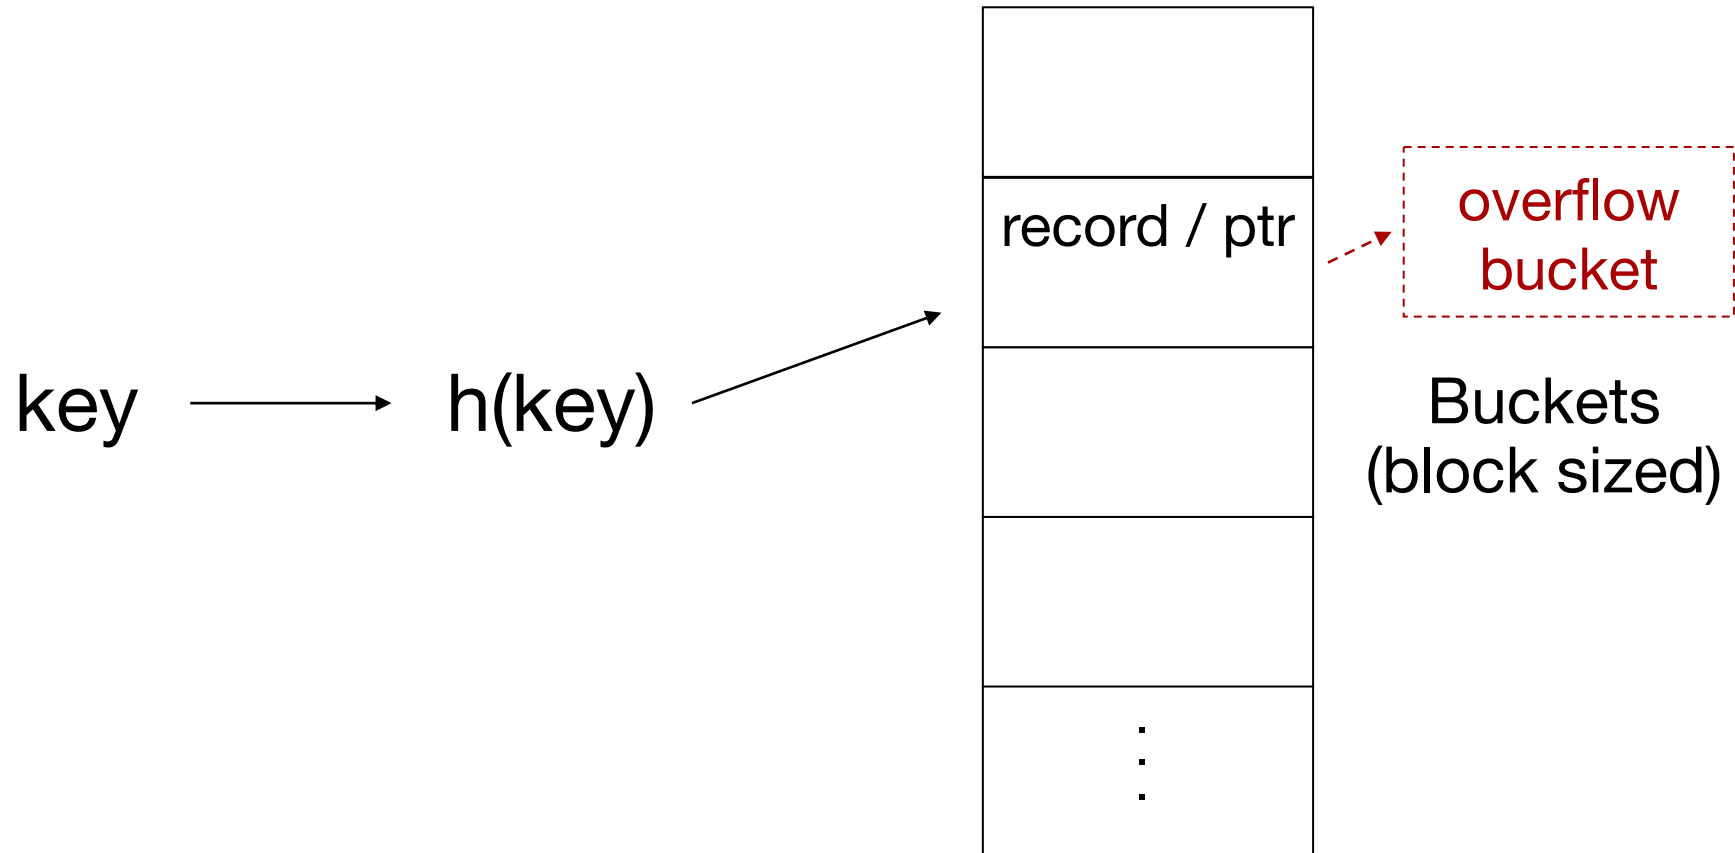 key
h(key)
record / ptr
overflow
bucket
Buckets
(block sized)
.
.
.